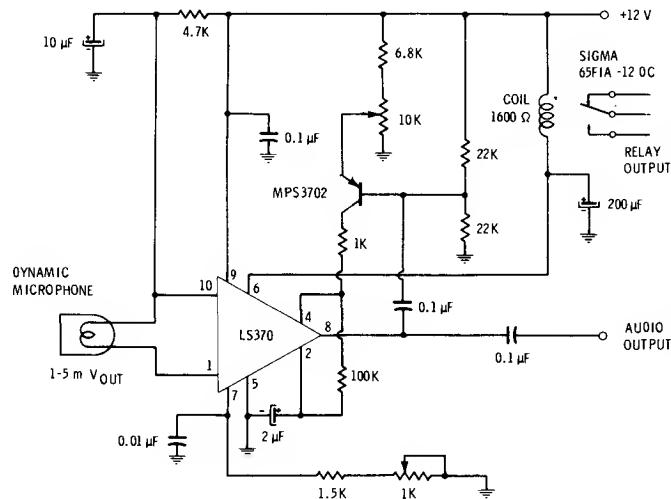 +12 V
4.7K
10 μF
6.8K
SIGMA
65FIA -12 DC
COIL
1600 Ω
10K
0.1 μF
RELAY
OUTPUT
22K
MPS3702
200 μF
22K
1K
DYNAMIC
MICROPHONE
9
6
10
4
0.1 μF
LS370
8
AUDIO
OUTPUT
1
2
0.1 μF
1-5 m VOUT
7
5
100K
-
+
2 μF
0.01 μF
1.5K
1K